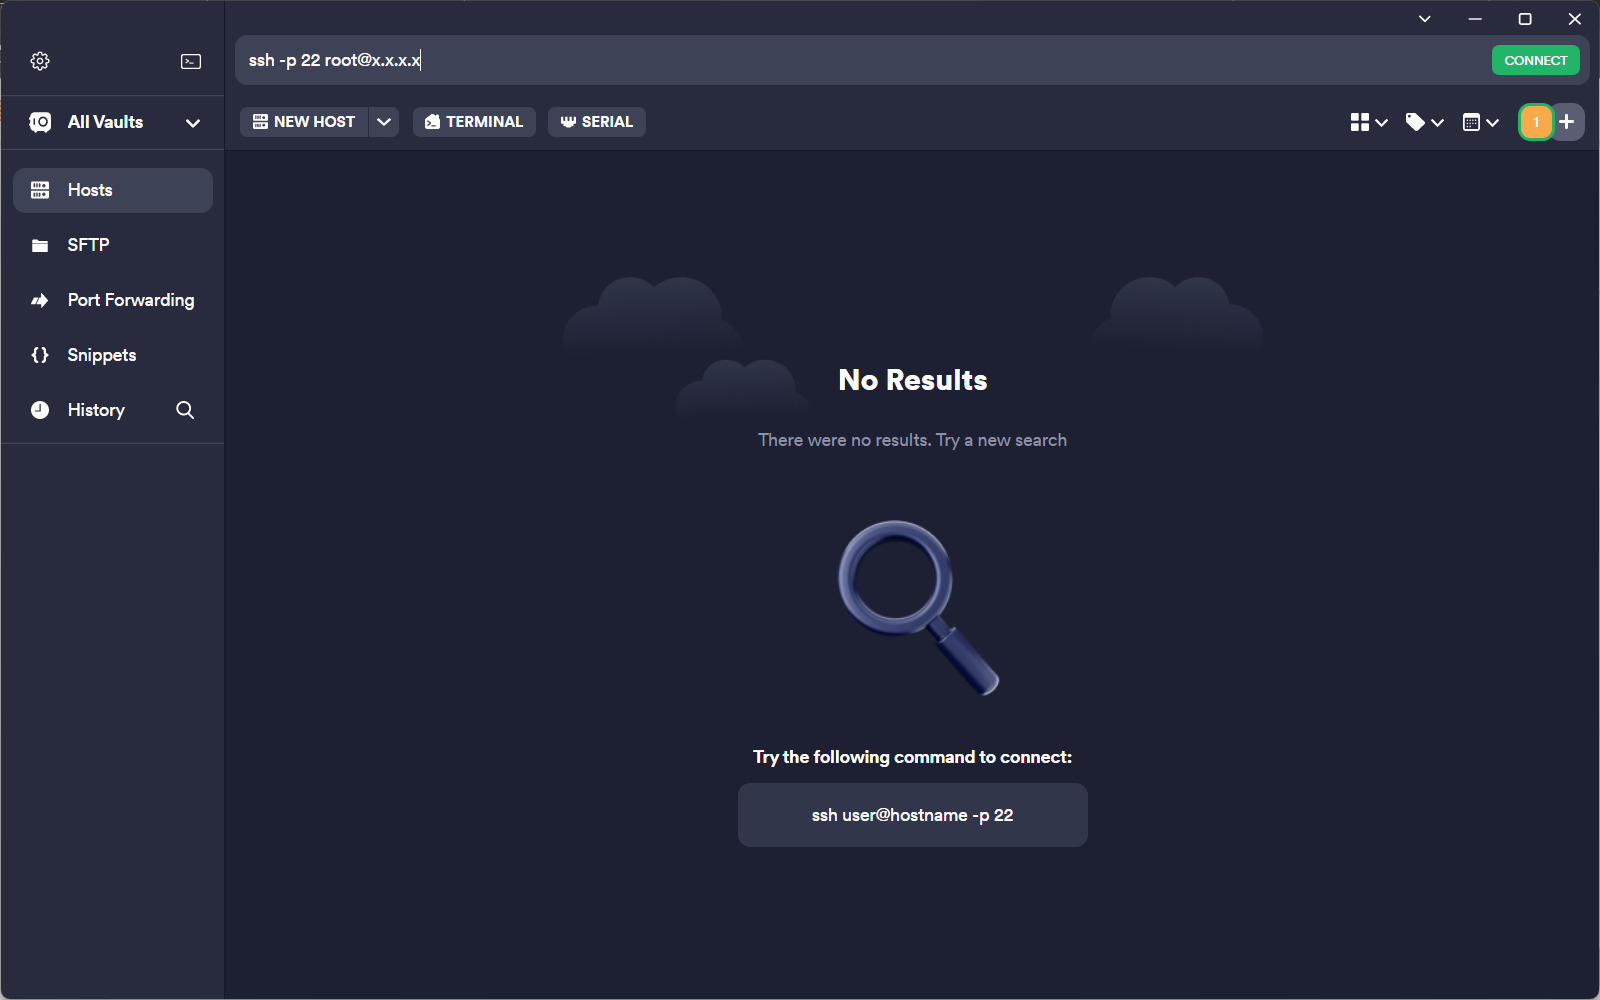 ssh -p 22 root@x.x.x.x
CONNECT
All Vaults
NEW HOST
TERMINAL
SERIAL
1
Hosts
SFTP
Port Forwarding
Snippets
History
No Results
There were no results. Try a new search
Try the following command to connect:
ssh user@hostname -p 22